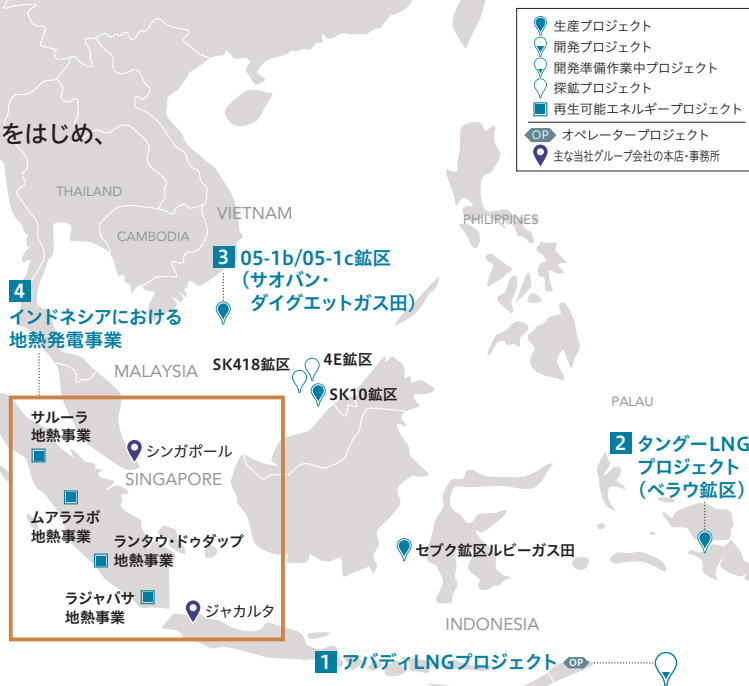 生産プロジェクト
開発プロジェクト
開発準備作業中プロジェクト
探鉱プロジェクト
再生可能エネルギープロジェクト
OP オペレータープロジェクト
主な当社グループ会社の本店・事務所
をはじめ、
THAILAND
VIETNAM
CAMBODIA
PHILIPPINES
3 05-1b/05-1c鉱区
（サオバン・
ダイグエットガス田）
4
インドネシアにおける
地熱発電事業
MALAYSIA
SK418鉱区
4E鉱区
SK10鉱区
PALAU
サルーラ
地熱事業
シンガポール
SINGAPORE
2 タングーLNG
プロジェクト
（ベラウ鉱区）
ムアララボ
地熱事業
ランタウ・ドゥダップ
地熱事業
セブク鉱区ルビーガス田
ラジャバサ
地熱事業
ジャカルタ
INDONESIA
1 アバディLNGプロジェクト OP